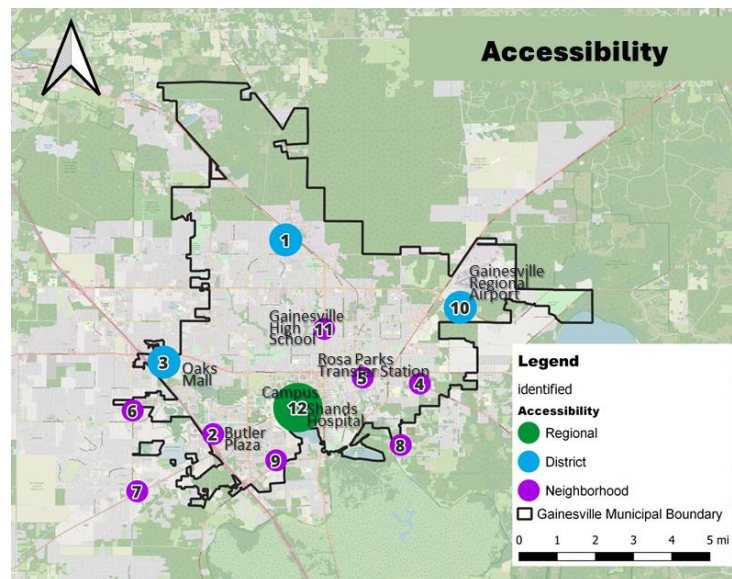 Accessibility
1
Gainesville
Regional
Airport
10
Gainesville
High
School
11
3
Oaks
Mall
Rosa Parks
Transfer Station
5
4
6
Campus
12
Shands
Hospital
2
Butler
Plaza
8
9
7
Legend
identified
Accessibility
Regional
District
Neighborhood
Gainesville Municipal Boundary
0 1 2 3 4 5 mi